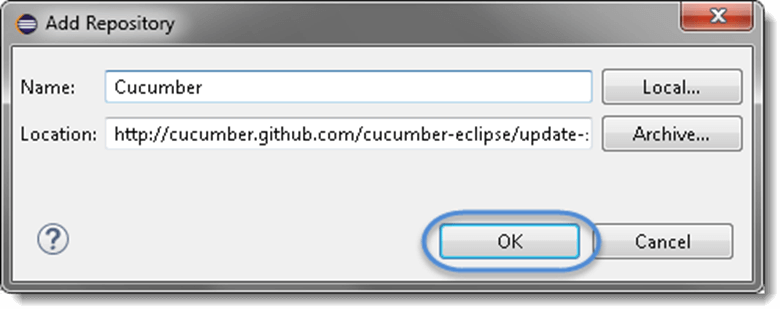 Add Repository
Name: Cucumber Local...
Location: http://cucumber.github.com/cucumber-eclipse/update-: Archive...
? OK Cancel